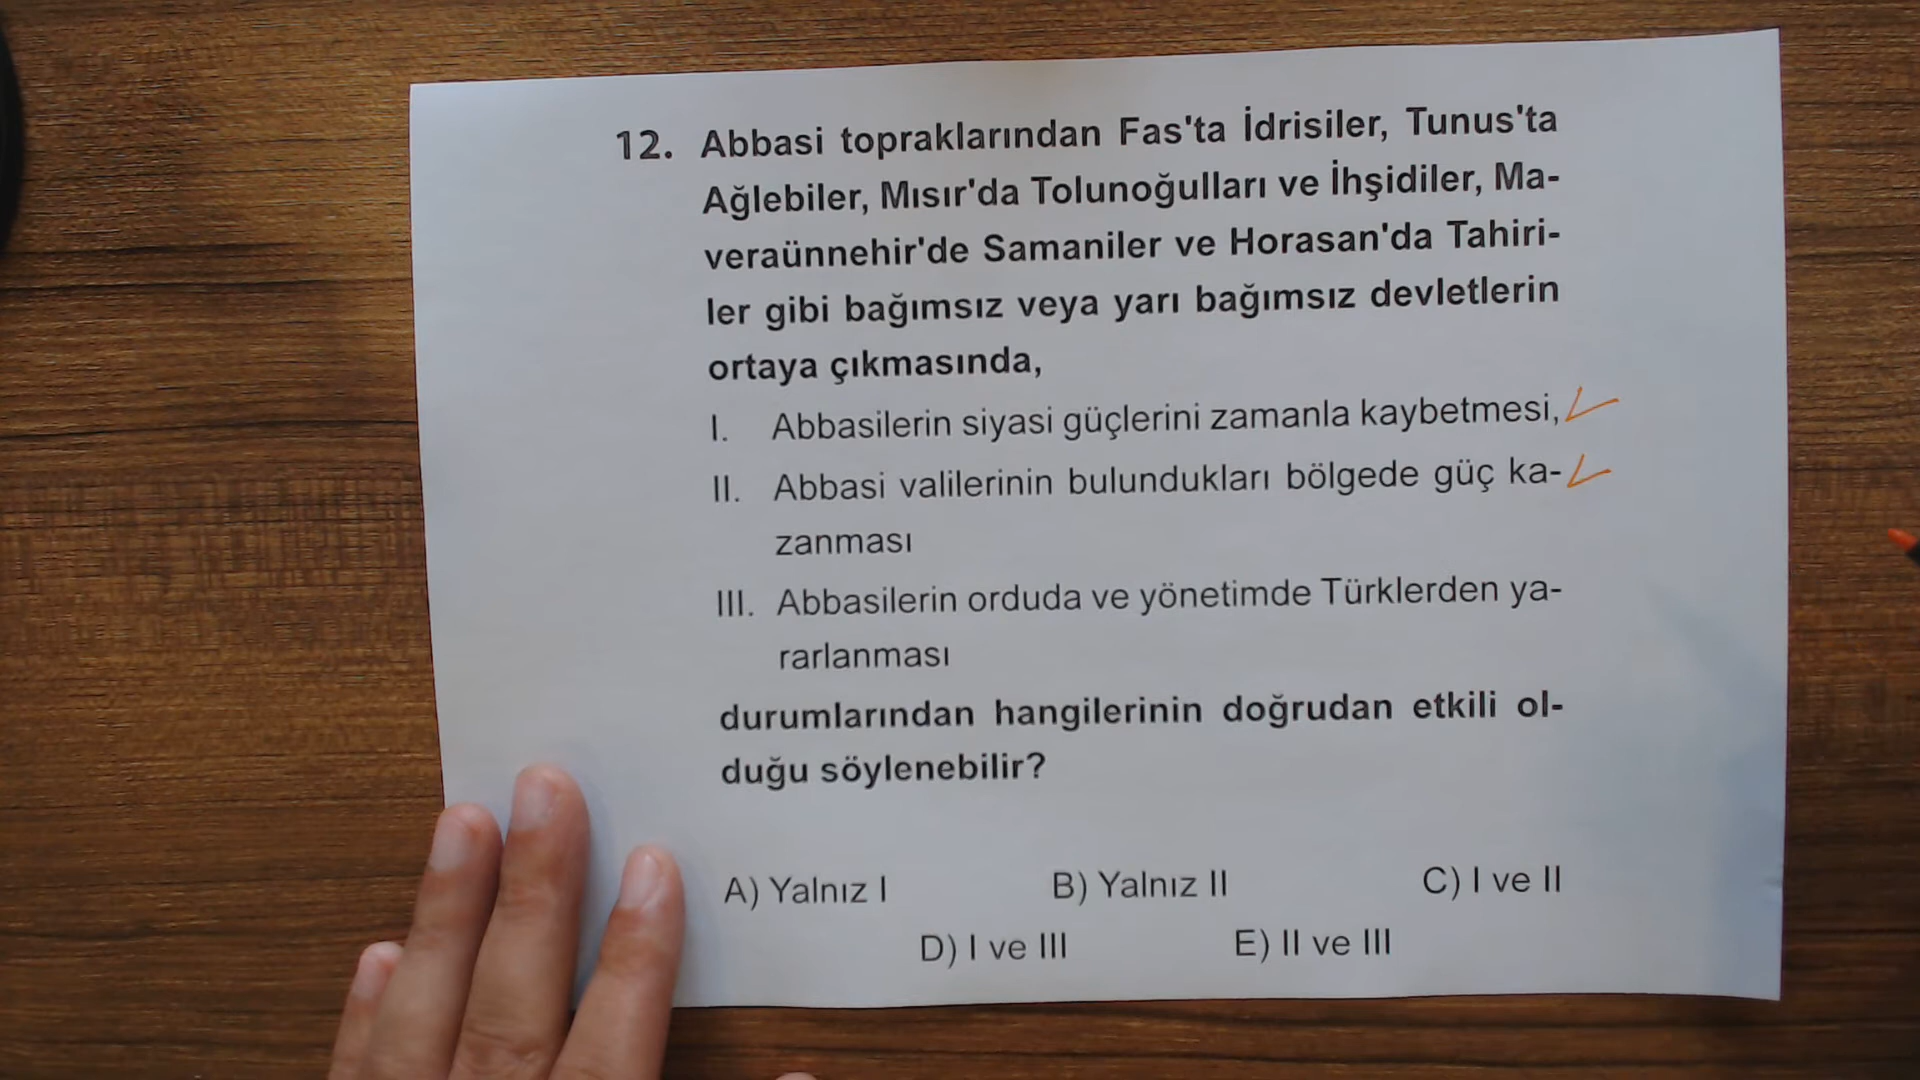 12. Abbasi topraklarından Fas'ta İdrisiler, Tunus'ta
Ağlebiler, Mısır'da Tolunoğulları ve İhşidiler, Ma-
veraünnehir'de Samaniler ve Horasan'da Tahiri-
ler gibi bağımsız veya yarı bağımsız devletlerin
ortaya çıkmasında,
I. Abbasilerin siyasi güçlerini zamanla kaybetmesi,
II. Abbasi valilerinin bulundukları bölgede güç ka-
zanması
III. Abbasilerin orduda ve yönetimde Türklerden ya-
rarlanması
durumlarından hangilerinin doğrudan etkili ol-
duğu söylenebilir?
A) Yalnız I B) Yalnız II C) I ve II
D) I ve III E) II ve III